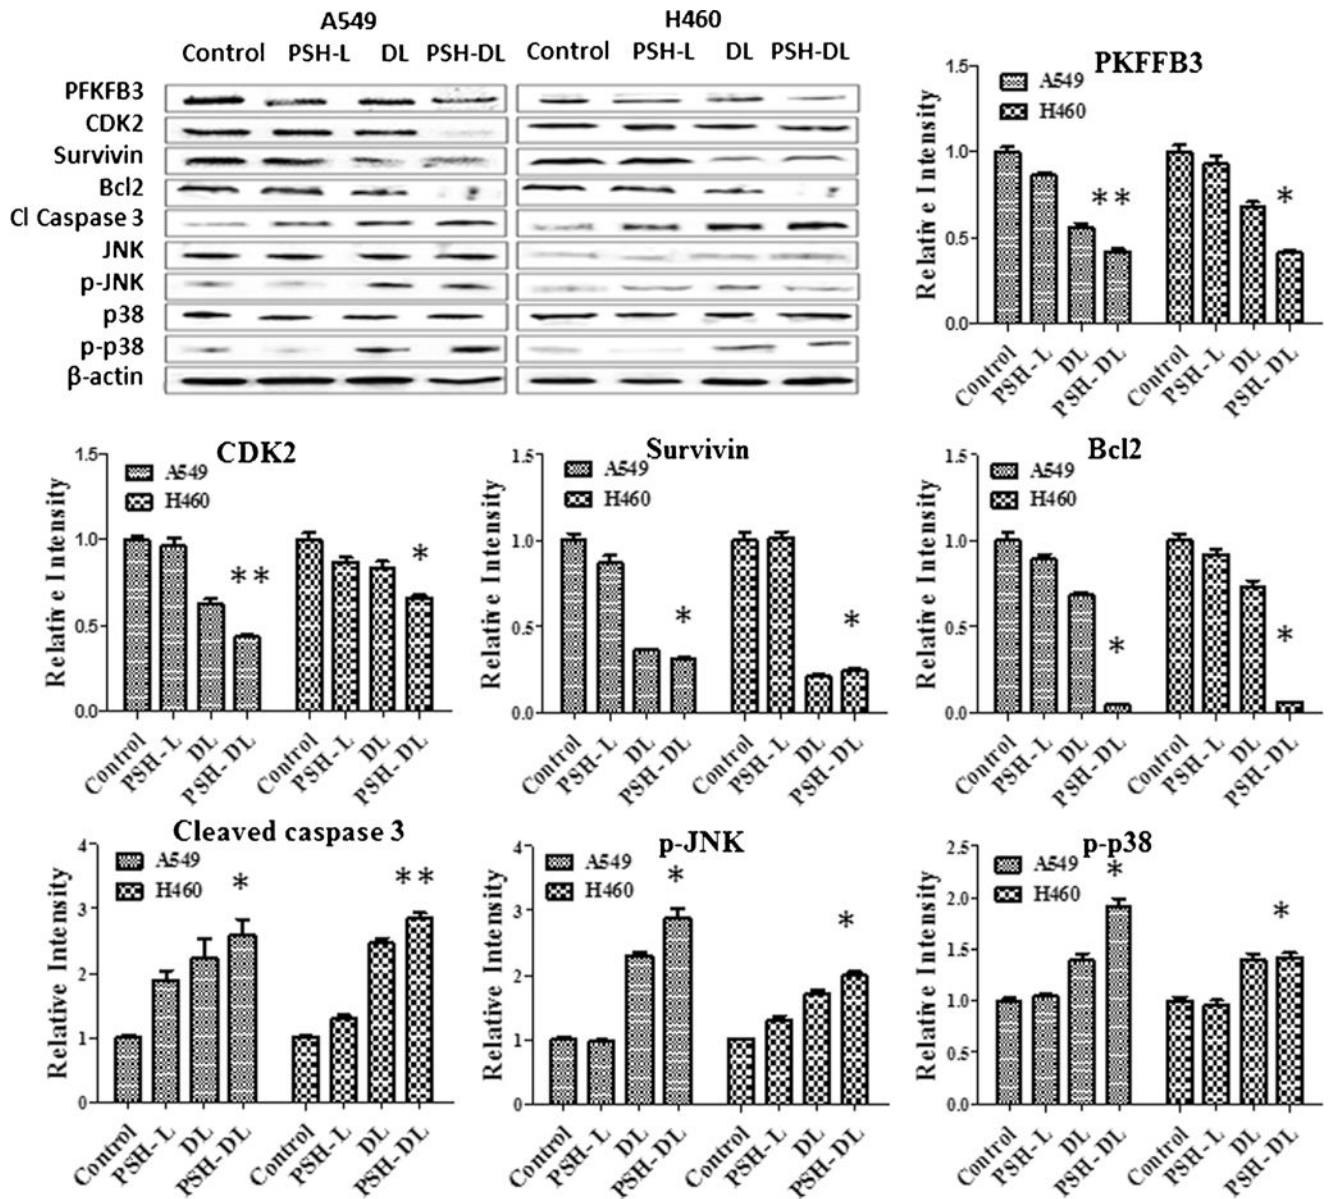 A549
H460
Control PSH-L DL PSH-DL
Control PSH-L DL PSH-DL
PFKFB3
CDK2
Survivin
Bcl2
Cl Caspase 3
JNK
p-JNK
p38
p-p38
β-actin
PKFFB3
Relative Intensity
1.5
1.0
0.5
0.0
A549
H460
* *
*
Control PSH-L DL PSH-DL
Control PSH-L DL PSH-DL
CDK2
Relative Intensity
1.5
1.0
0.5
0.0
A549
H460
* *
*
Control PSH-L DL PSH-DL
Control PSH-L DL PSH-DL
Survivin
Relative Intensity
1.5
1.0
0.5
0.0
A549
H460
*
*
Control PSH-L DL PSH-DL
Control PSH-L DL PSH-DL
Bcl2
Relative Intensity
1.5
1.0
0.5
0.0
A549
H460
*
*
Control PSH-L DL PSH-DL
Control PSH-L DL PSH-DL
Cleaved caspase 3
Relative Intensity
4
3
2
1
0
A549
H460
*
* *
Control PSH-L DL PSH-DL
Control PSH-L DL PSH-DL
p-JNK
Relative Intensity
4
3
2
1
0
A549
H460
*
*
Control PSH-L DL PSH-DL
Control PSH-L DL PSH-DL
p-p38
Relative Intensity
2.5
2.0
1.5
1.0
0.5
0.0
A549
H460
*
*
Control PSH-L DL PSH-DL
Control PSH-L DL PSH-DL